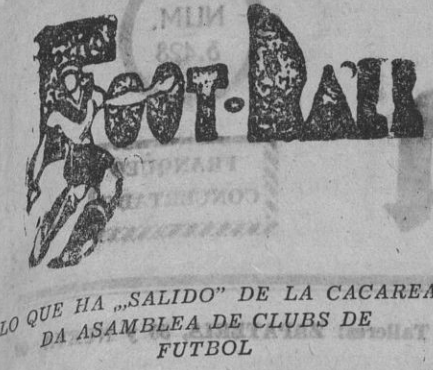 FOOT-BALL
LO QUE HA „SALIDO" DE LA CACAREA
DA ASAMBLEA DE CLUBS DE
FUTBOL